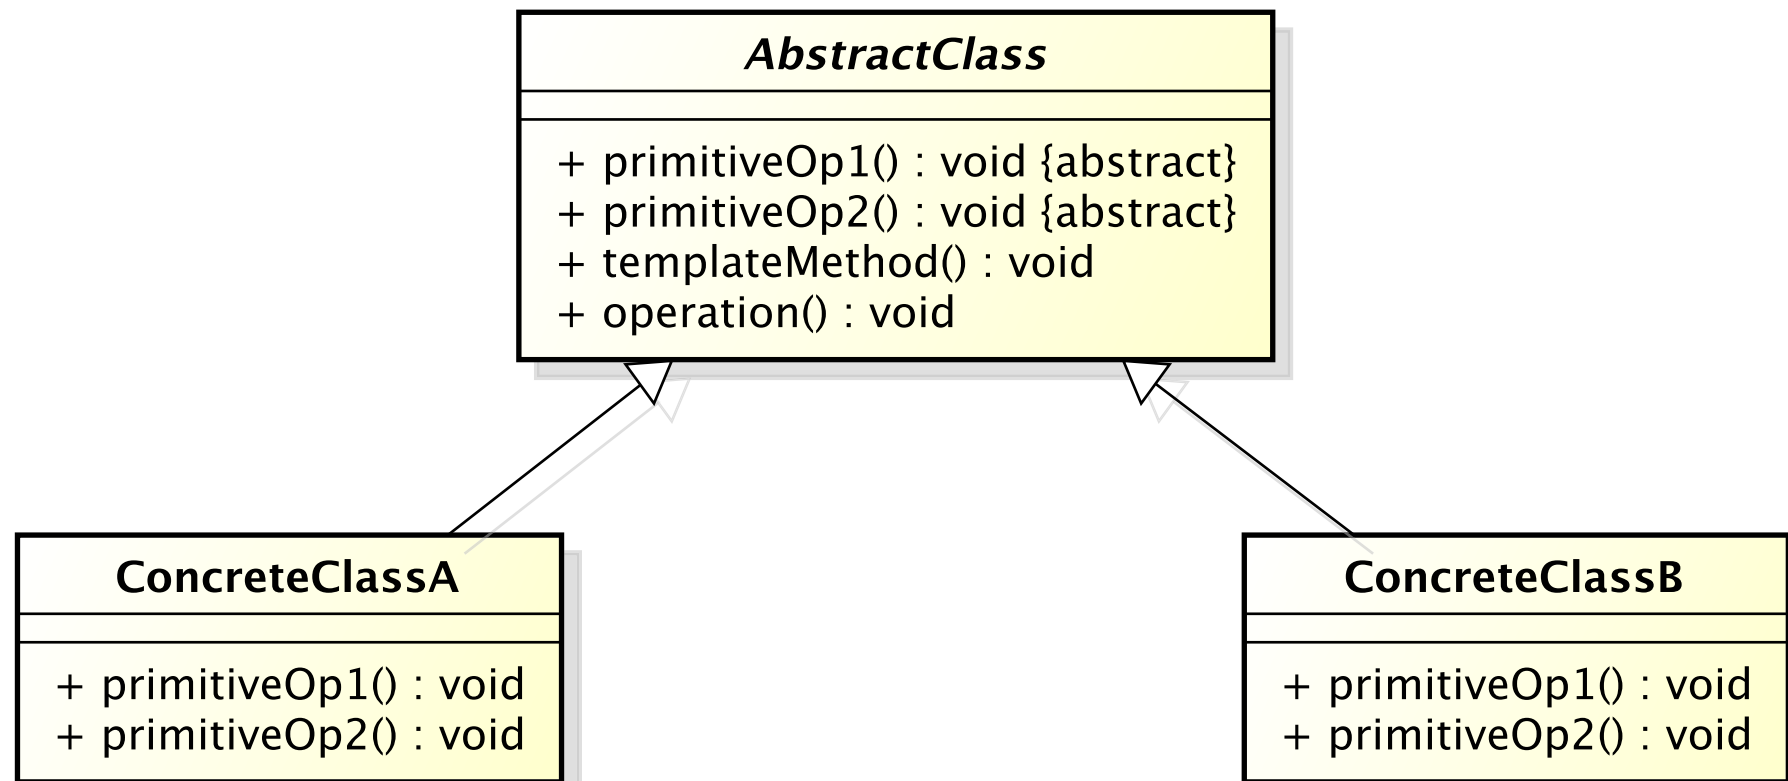 AbstractClass
+ primitiveOp1() : void {abstract}
+ primitiveOp2() : void {abstract}
+ templateMethod() : void
+ operation() : void
ConcreteClassA
+ primitiveOp1() : void
+ primitiveOp2() : void
ConcreteClassB
+ primitiveOp1() : void
+ primitiveOp2() : void